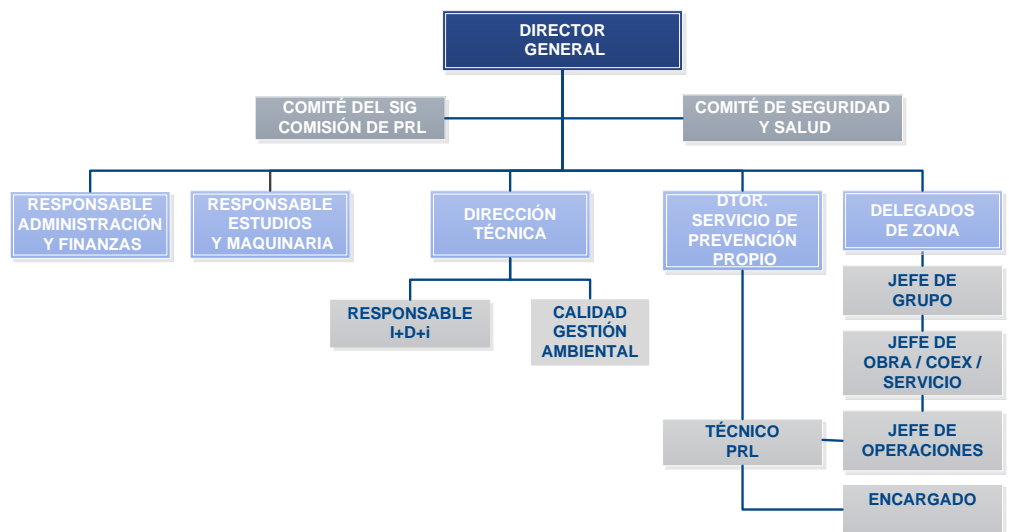 DIRECTOR
GENERAL
COMITÉ DEL SIG
COMISIÓN DE PRL
COMITÉ DE SEGURIDAD
Y SALUD
RESPONSABLE
ADMINISTRACIÓN
Y FINANZAS
RESPONSABLE
ESTUDIOS
Y MAQUINARIA
DIRECCIÓN
TÉCNICA
DTOR.
SERVICIO DE
PREVENCIÓN
PROPIO
DELEGADOS
DE ZONA
RESPONSABLE
I+D+i
CALIDAD
GESTIÓN
AMBIENTAL
JEFE DE
GRUPO
JEFE DE
OBRA / COEX /
SERVICIO
TÉCNICO
PRL
JEFE DE
OPERACIONES
ENCARGADO